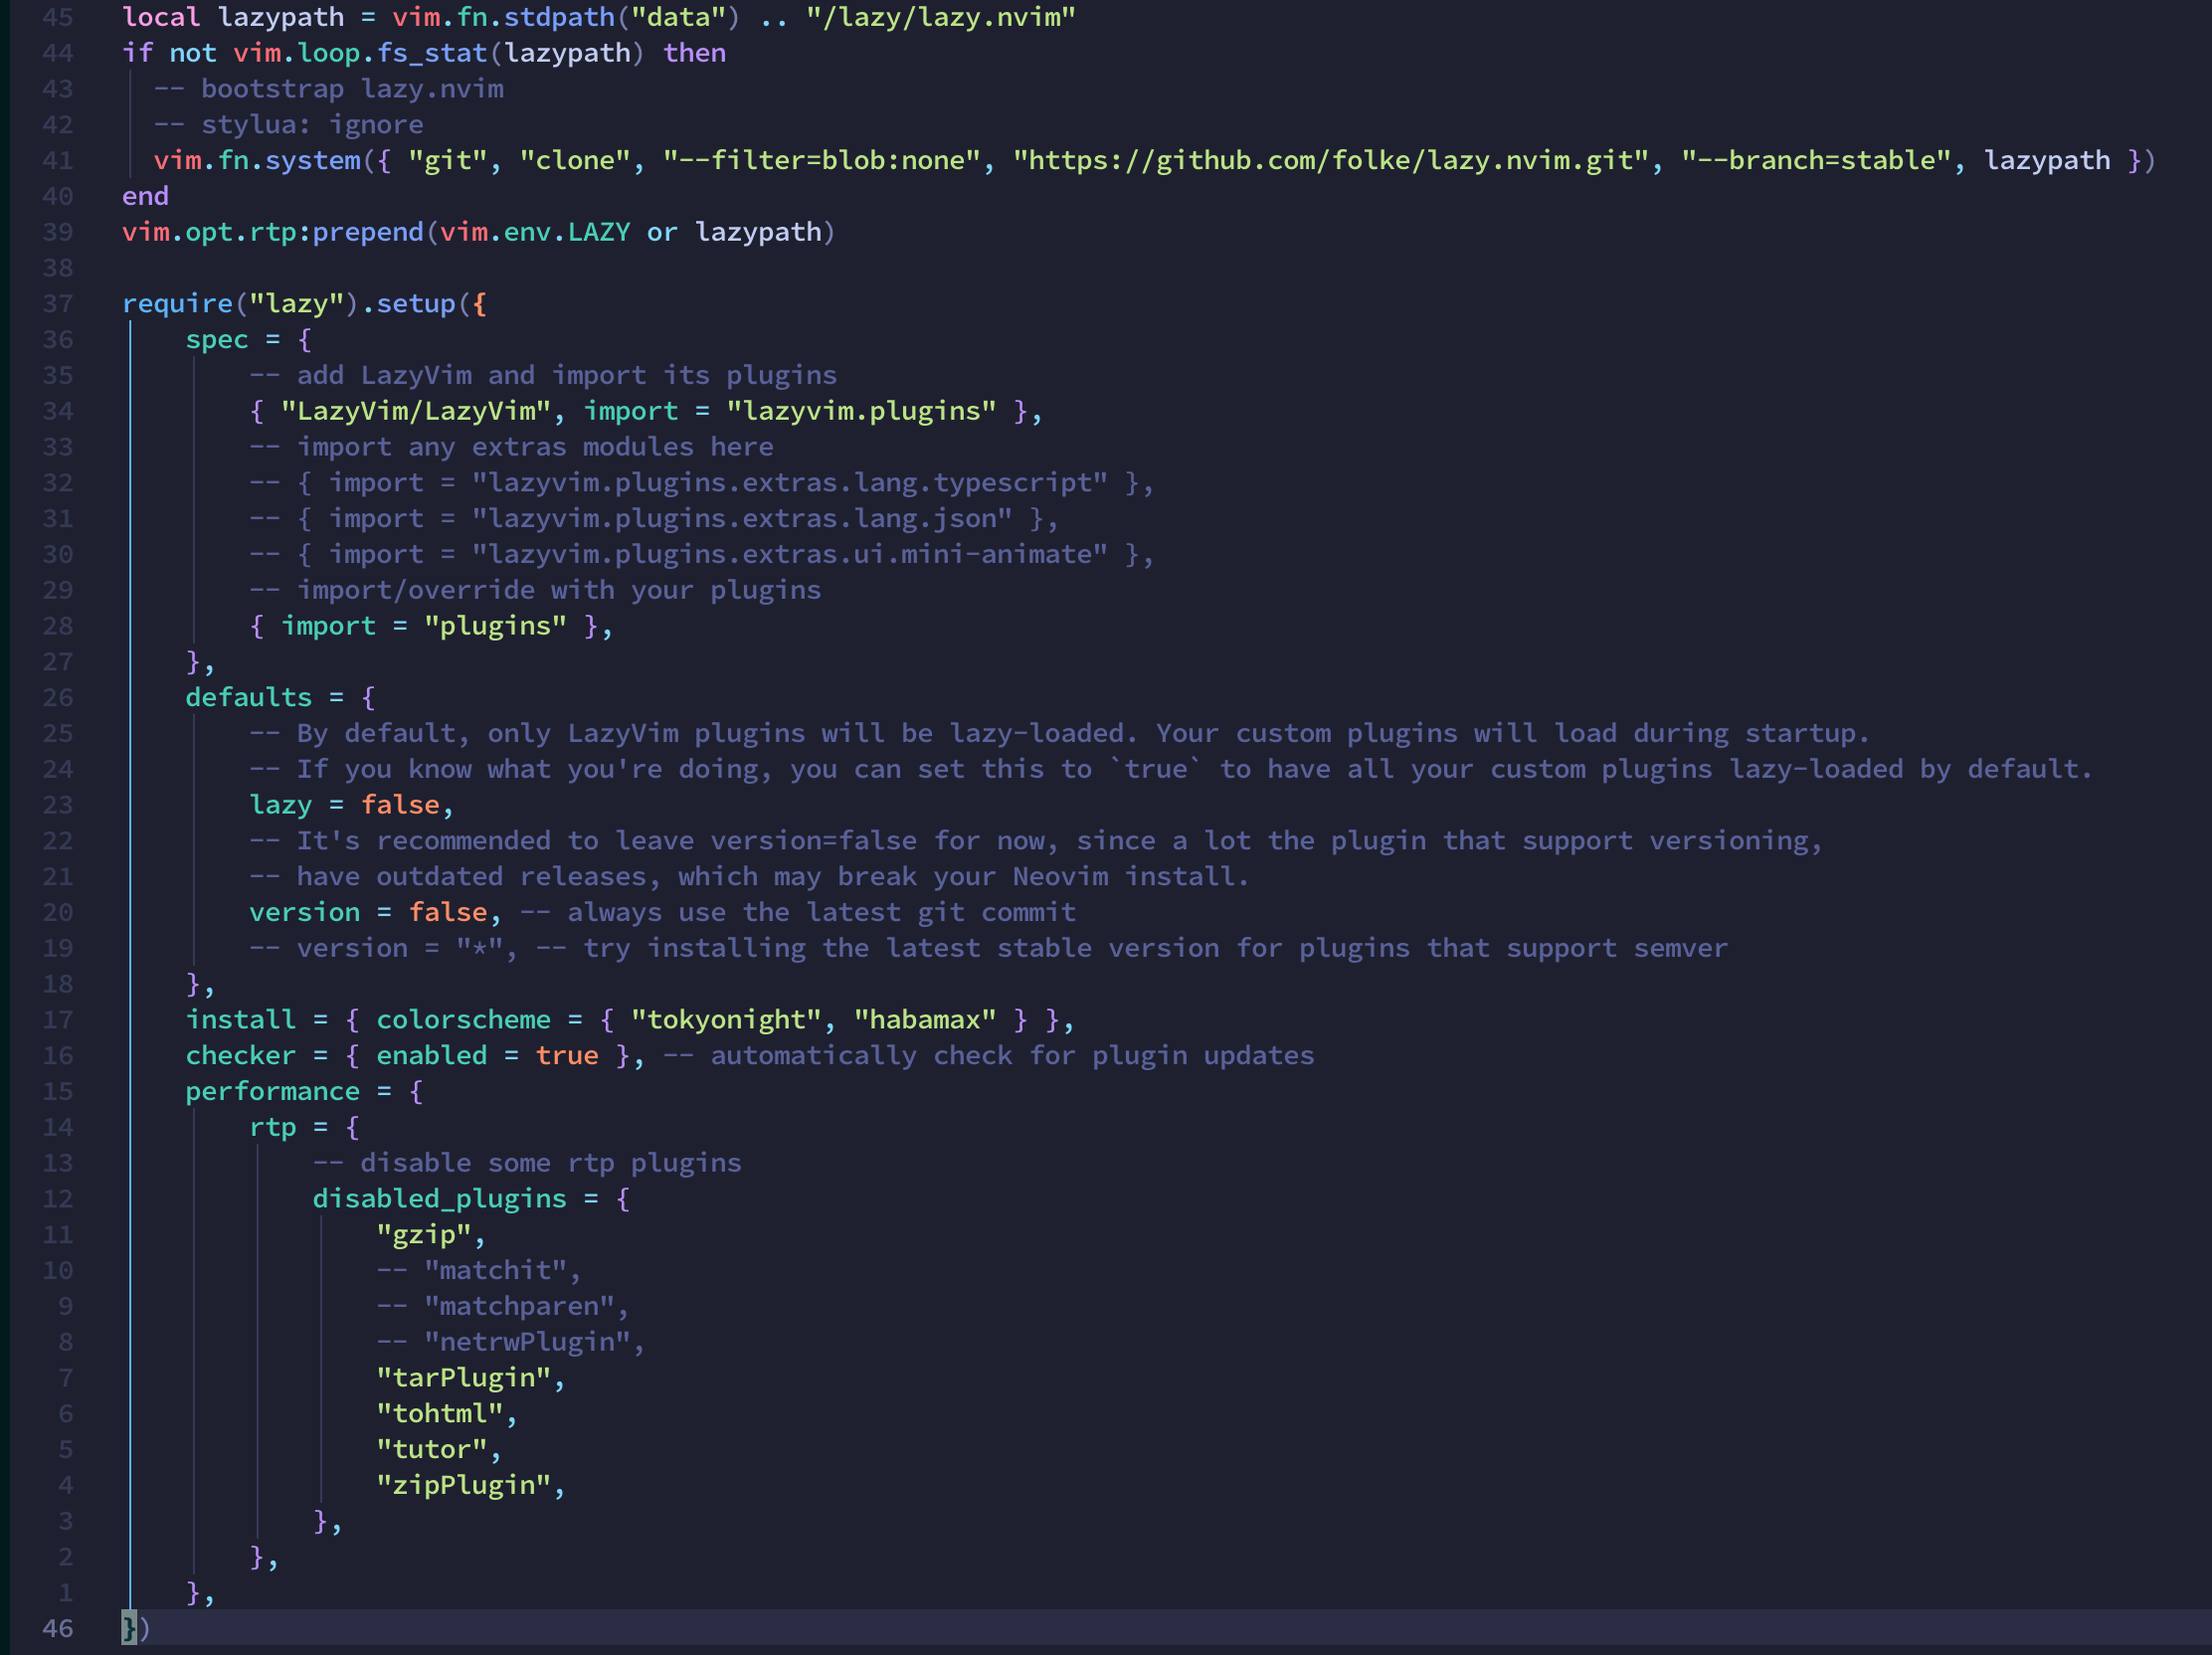 45 local lazypath = vim.fn.stdpath("data") .. "/lazy/lazy.nvim"
44 if not vim.loop.fs_stat(lazypath) then
43   -- bootstrap lazy.nvim
42   -- stylua: ignore
41   vim.fn.system({ "git", "clone", "--filter=blob:none", "https://github.com/folke/lazy.nvim.git", "--branch=stable", lazypath })
40 end
39 vim.opt.rtp:prepend(vim.env.LAZY or lazypath)
38
37 require("lazy").setup({
36     spec = {
35         -- add LazyVim and import its plugins
34         { "LazyVim/LazyVim", import = "lazyvim.plugins" },
33         -- import any extras modules here
32         -- { import = "lazyvim.plugins.extras.lang.typescript" },
31         -- { import = "lazyvim.plugins.extras.lang.json" },
30         -- { import = "lazyvim.plugins.extras.ui.mini-animate" },
29         -- import/override with your plugins
28         { import = "plugins" },
27     },
26     defaults = {
25         -- By default, only LazyVim plugins will be lazy-loaded. Your custom plugins will load during startup.
24         -- If you know what you're doing, you can set this to `true` to have all your custom plugins lazy-loaded by default.
23         lazy = false,
22         -- It's recommended to leave version=false for now, since a lot the plugin that support versioning,
21         -- have outdated releases, which may break your Neovim install.
20         version = false, -- always use the latest git commit
19         -- version = "*", -- try installing the latest stable version for plugins that support semver
18     },
17     install = { colorscheme = { "tokyonight", "habamax" } },
16     checker = { enabled = true }, -- automatically check for plugin updates
15     performance = {
14         rtp = {
13             -- disable some rtp plugins
12             disabled_plugins = {
11                 "gzip",
10                 -- "matchit",
9                 -- "matchparen",
8                 -- "netrwPlugin",
7                 "tarPlugin",
6                 "tohtml",
5                 "tutor",
4                 "zipPlugin",
3             },
2         },
1     },
46 })